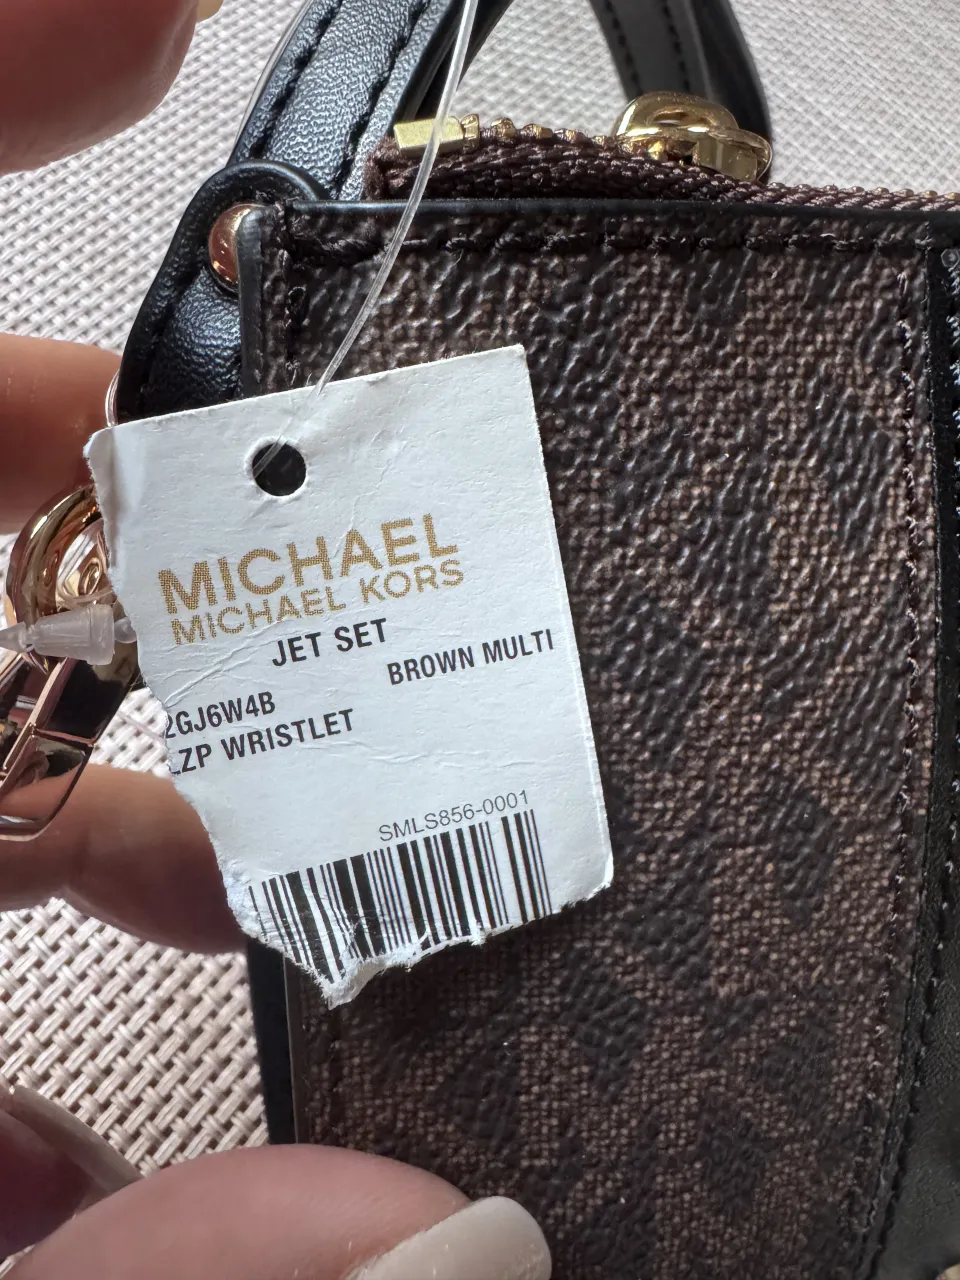 MICHAEL
MICHAEL KORS
JET SET
BROWN MULTI
2GJ6W4B
ZP WRISTLET
SMLS856-0001